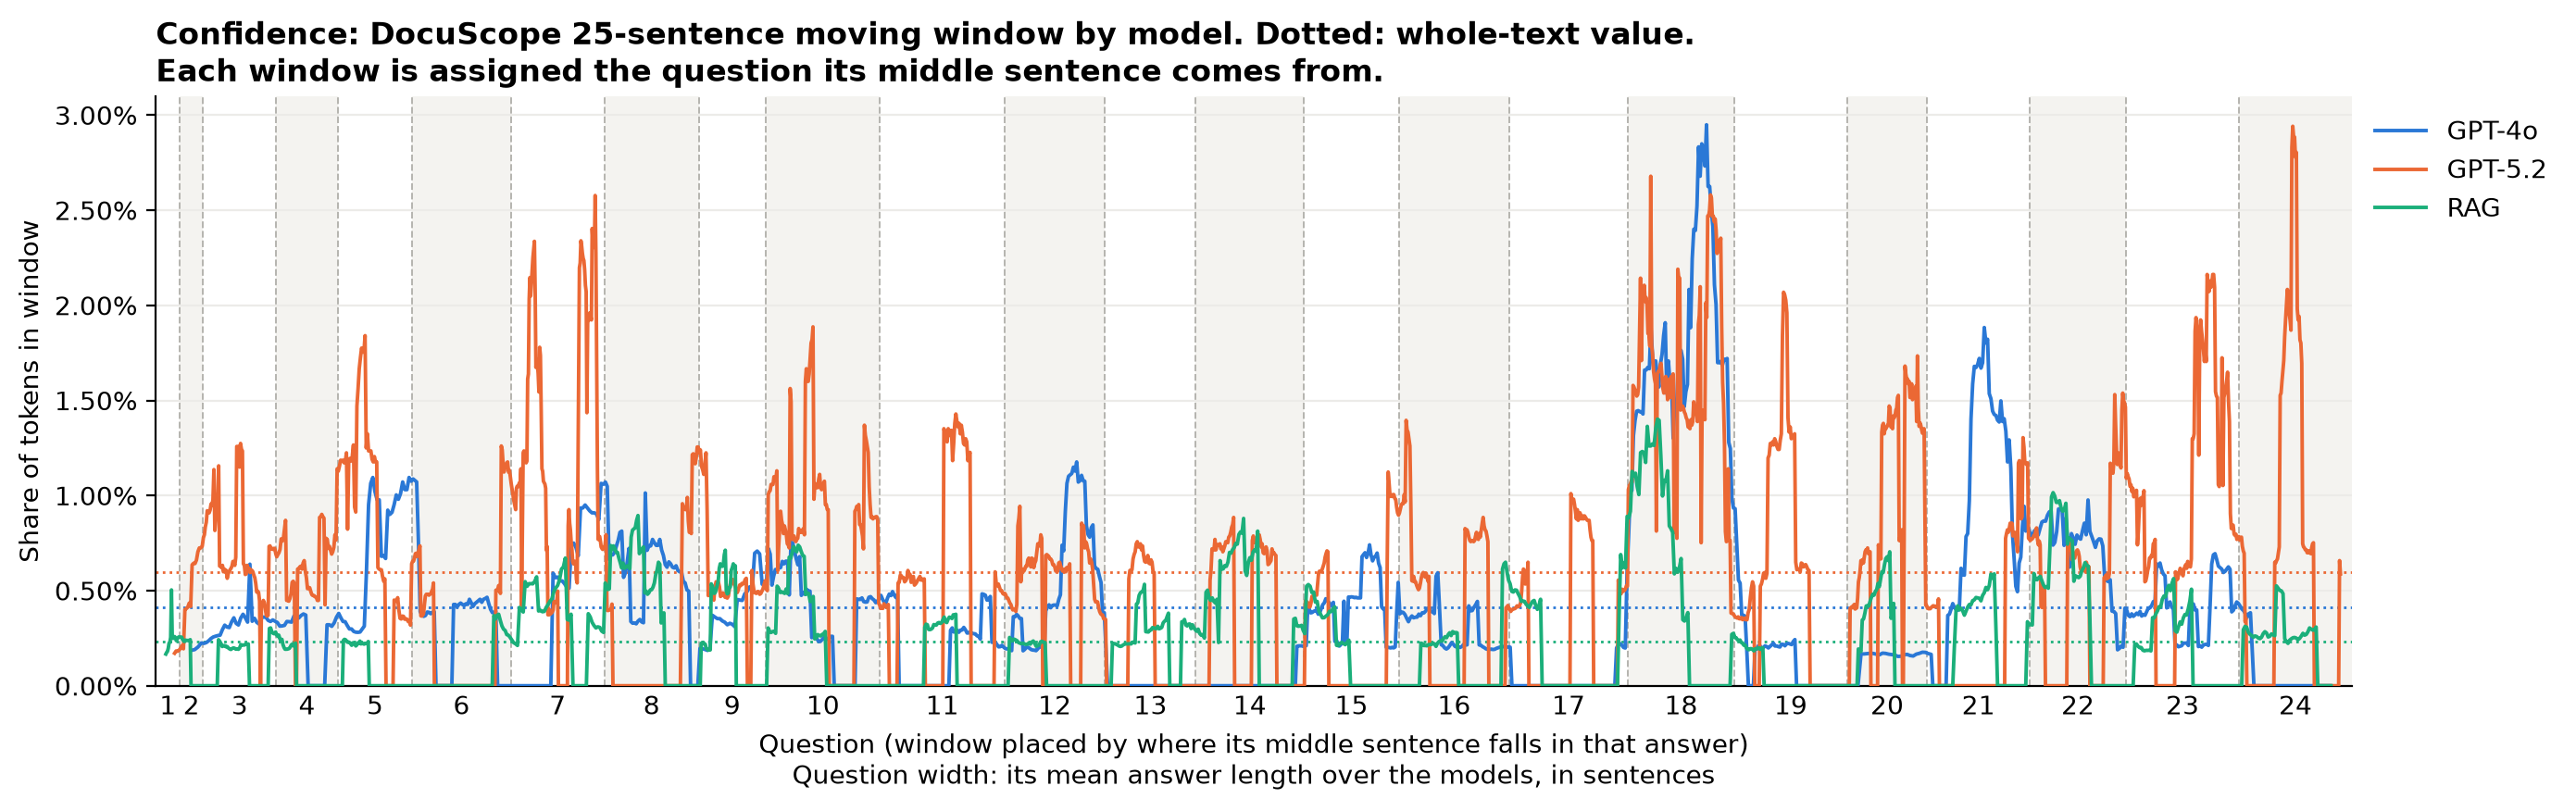 Confidence: DocuScope 25-sentence moving window by model. Dotted: whole-text value.
Each window is assigned the question its middle sentence comes from.
3.00%
2.50%
2.00%
1.50%
1.00%
0.50%
0.00%
Share of tokens in window
GPT-4o
GPT-5.2
RAG
1 2 3 4 5 6 7 8 9 10 11 12 13 14 15 16 17 18 19 20 21 22 23 24
Question (window placed by where its middle sentence falls in that answer)
Question width: its mean answer length over the models, in sentences